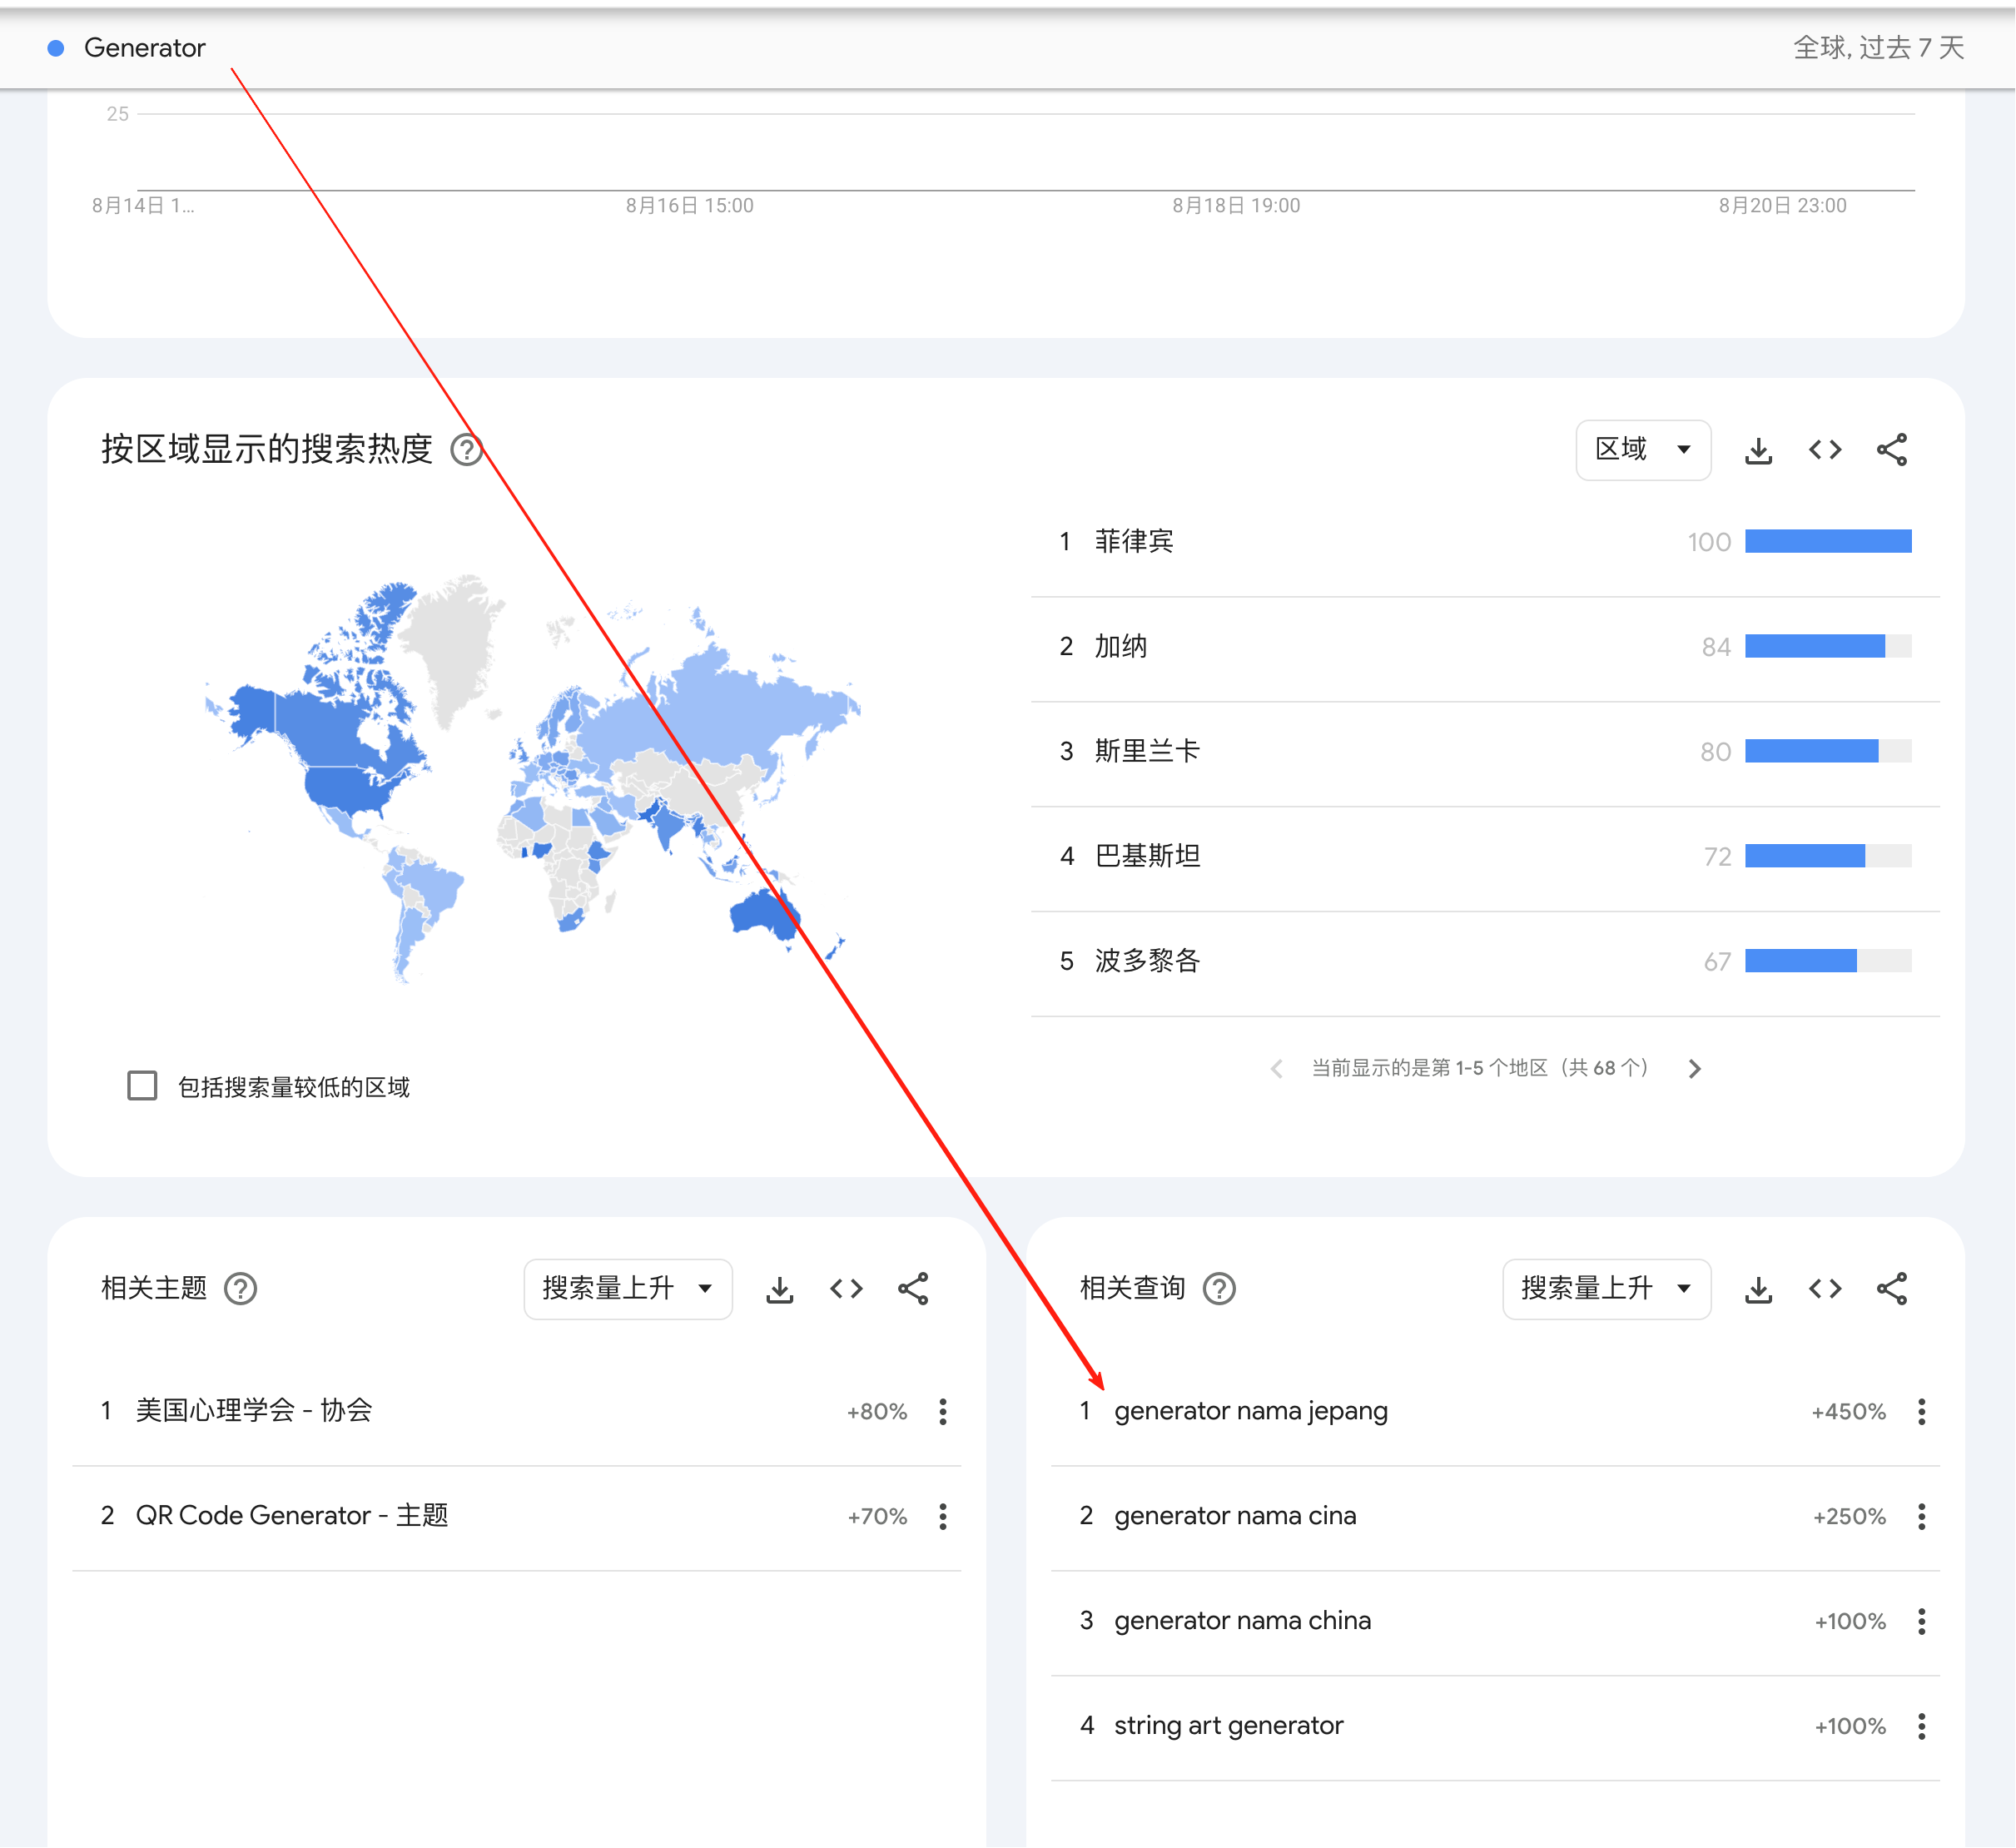 Generator
全球, 过去 7 天
25
8月14日 1...
8月16日 15:00
8月18日 19:00
8月20日 23:00
按区域显示的搜索热度
区域
1 菲律宾 100
2 加纳 84
3 斯里兰卡 80
4 巴基斯坦 72
5 波多黎各 67
包括搜索量较低的区域
当前显示的是第 1-5 个地区（共 68 个）
相关主题
搜索量上升
1 美国心理学会 - 协会 +80%
2 QR Code Generator - 主题 +70%
相关查询
搜索量上升
1 generator nama jepang +450%
2 generator nama cina +250%
3 generator nama china +100%
4 string art generator +100%